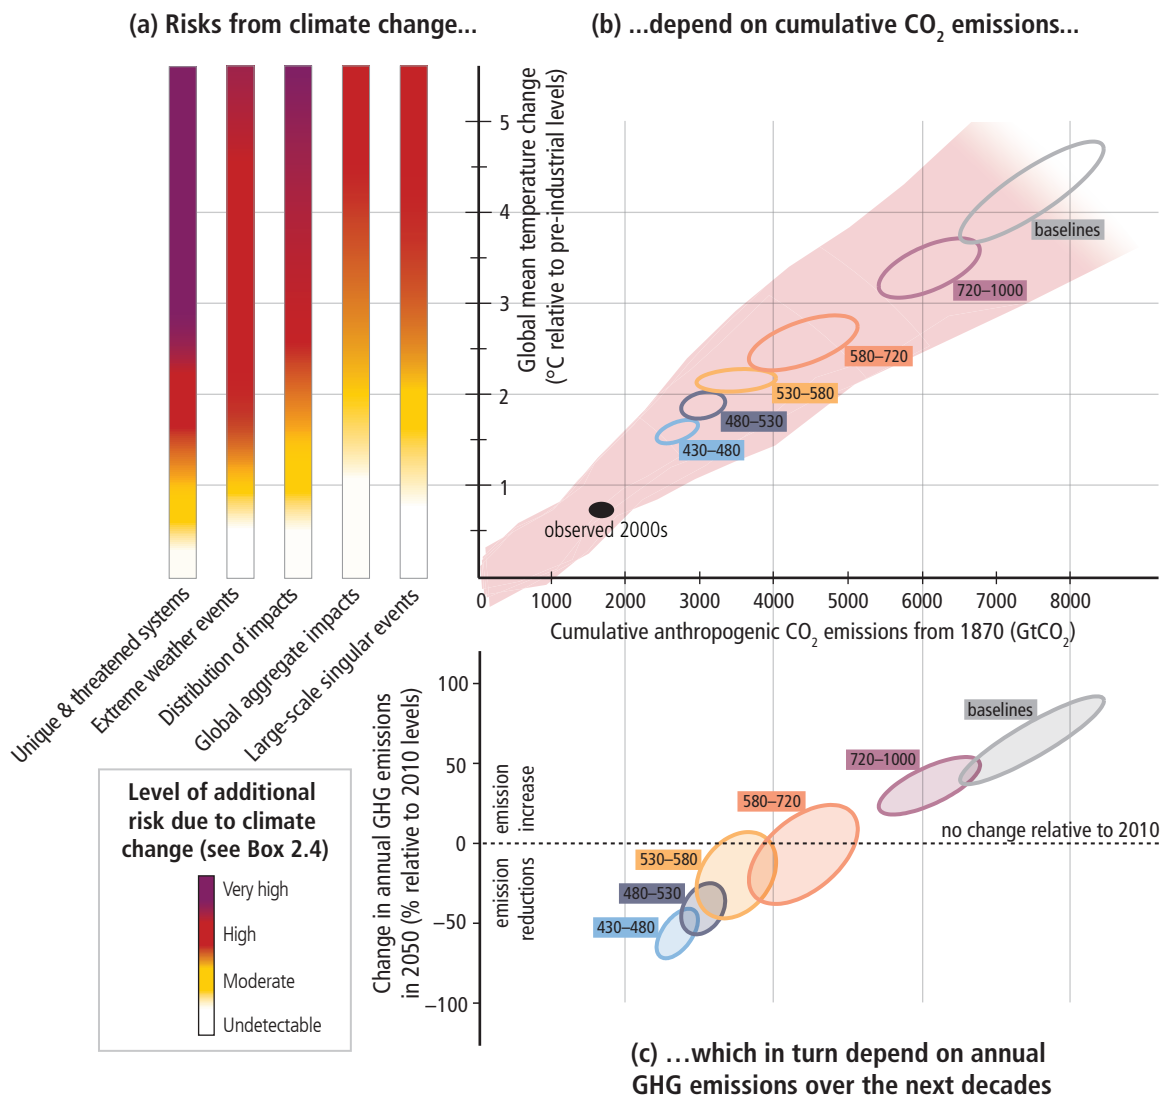 (a) Risks from climate change...
(b) ...depend on cumulative CO2 emissions...
Global mean temperature change
(°C relative to pre-industrial levels)
5
4
3
2
1
baselines
720–1000
580–720
530–580
480–530
430–480
observed 2000s
0
1000
2000
3000
4000
5000
6000
7000
8000
Cumulative anthropogenic CO2 emissions from 1870 (GtCO2)
Unique & threatened systems
Extreme weather events
Distribution of impacts
Global aggregate impacts
Large-scale singular events
Level of additional
risk due to climate
change (see Box 2.4)
Very high
High
Moderate
Undetectable
Change in annual GHG emissions
in 2050 (% relative to 2010 levels)
100
50
0
−50
−100
emission
increase
emission
reductions
baselines
720–1000
580–720
no change relative to 2010
530–580
480–530
430–480
(c) ...which in turn depend on annual
GHG emissions over the next decades